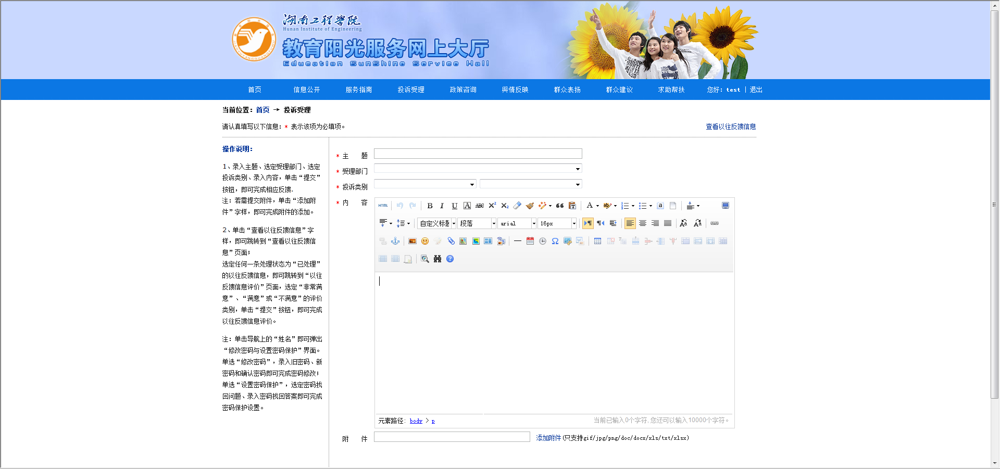 湖南工程学院
Hunan Institute of Engineering
教育阳光服务网上大厅
Education SunShine Service Hall
首页 信息公开 服务指南 投诉受理 政策咨询 舆情反映 群众表扬 群众建议 求助帮扶 您好：test | 退出
当前位置：首页 → 投诉受理
请认真填写以下信息：* 表示该项为必填项。 查看以往反馈信息
操作说明：
1、录入主题、选定受理部门、选定
投诉类别、录入内容，单击“提交”
按钮，即可完成相应反馈.
注：若需提交附件，单击“添加附
件”字样，即可完成附件的添加。
2、单击“查看以往反馈信息”字
样，即可跳转到“查看以往反馈信
息”页面；
选定任何一条处理状态为“已处理”
的以往反馈信息，即可跳转到“以往
反馈信息评价”页面，选定“非常满
意”、“满意”或“不满意”的评价
类别，单击“提交”按钮，即可完成
以往反馈信息评价。
注：单击导航上的“姓名”即可弹出
“修改密码与设置密码保护”界面。
单选“修改密码”，录入旧密码、新
密码和确认密码即可完成密码修改；
单选“设置密码保护”，选定密码找
回问题、录入密码找回答案即可完成
密码保护设置。
* 主 题
* 受理部门
* 投诉类别
* 内 容
HTML
自定义标题 段落 arial 16px
元素路径： body > p 当前已输入0个字符, 您还可以输入10000个字符。
附 件 添加附件(只支持gif/jpg/png/doc/docx/xls/txt/xlsx)